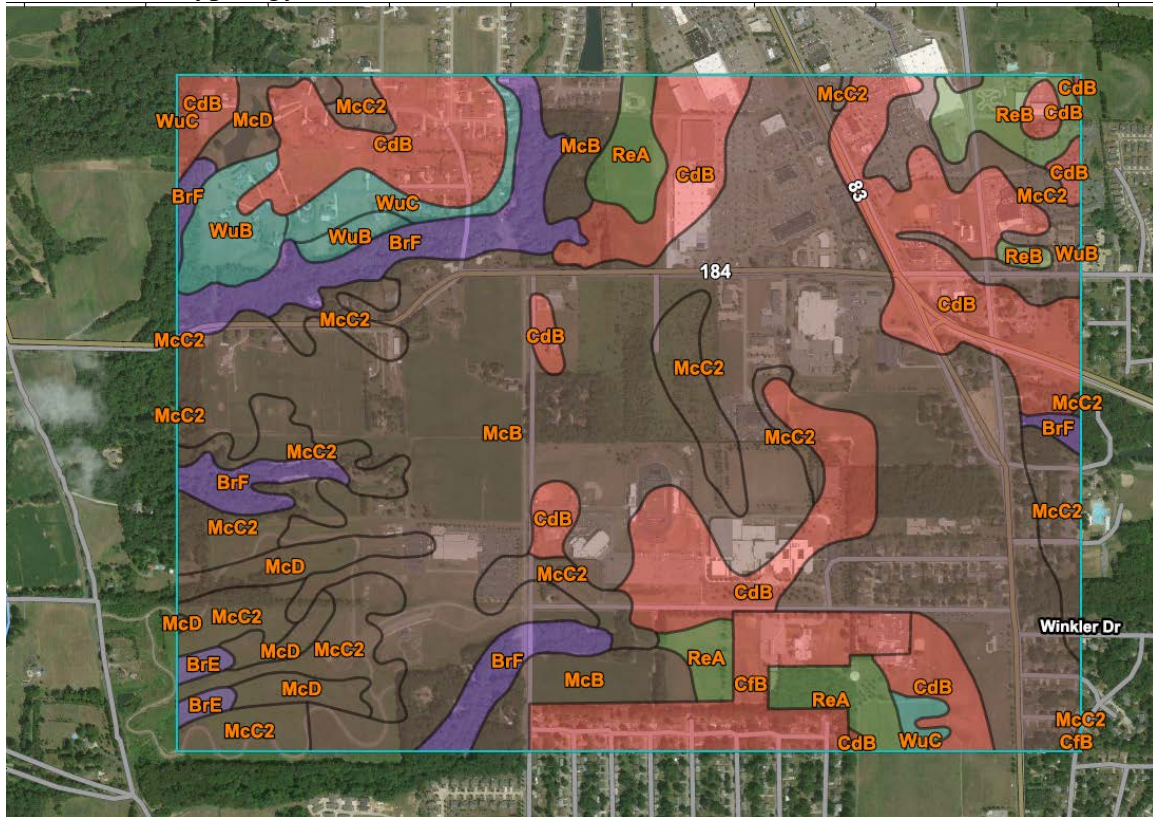 McC2
CdB
CdB
WuC
McD
CdB
McB
ReA
CdB
ReB
CdB
CdB
BrF
WuC
WuB
WuB
BrF
83
McC2
ReB
WuB
184
McC2
McC2
CdB
CdB
McC2
McC2
McB
McC2
McC2
BrF
McC2
BrF
McC2
CdB
McC2
McD
McC2
CdB
McD
McC2
McD
McC2
Winkler Dr
BrE
BrF
ReA
McB
CfB
ReA
CdB
McD
BrE
McC2
CdB
WuC
McC2
CfB